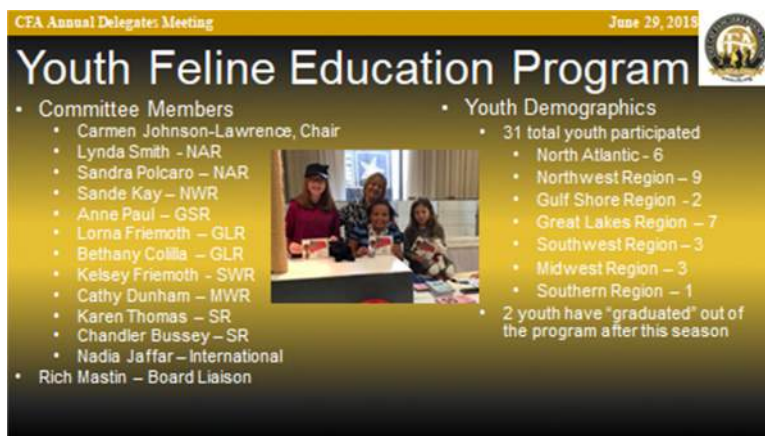 CFA Annual Delegates Meeting
June 29, 2018
Youth Feline Education Program
• Committee Members
• Carmen Johnson-Lawrence, Chair
• Lynda Smith - NAR
• Sandra Polcaro – NAR
• Sande Kay – NWR
• Anne Paul – GSR
• Lorna Friemoth – GLR
• Bethany Colilla – GLR
• Kelsey Friemoth - SWR
• Cathy Dunham – MWR
• Karen Thomas – SR
• Chandler Bussey – SR
• Nadia Jaffar – International
• Rich Mastin – Board Liaison
• Youth Demographics
• 31 total youth participated
• North Atlantic - 6
• Northwest Region – 9
• Gulf Shore Region - 2
• Great Lakes Region – 7
• Southwest Region – 3
• Midwest Region – 3
• Southern Region – 1
• 2 youth have “graduated” out of
the program after this season
CFA